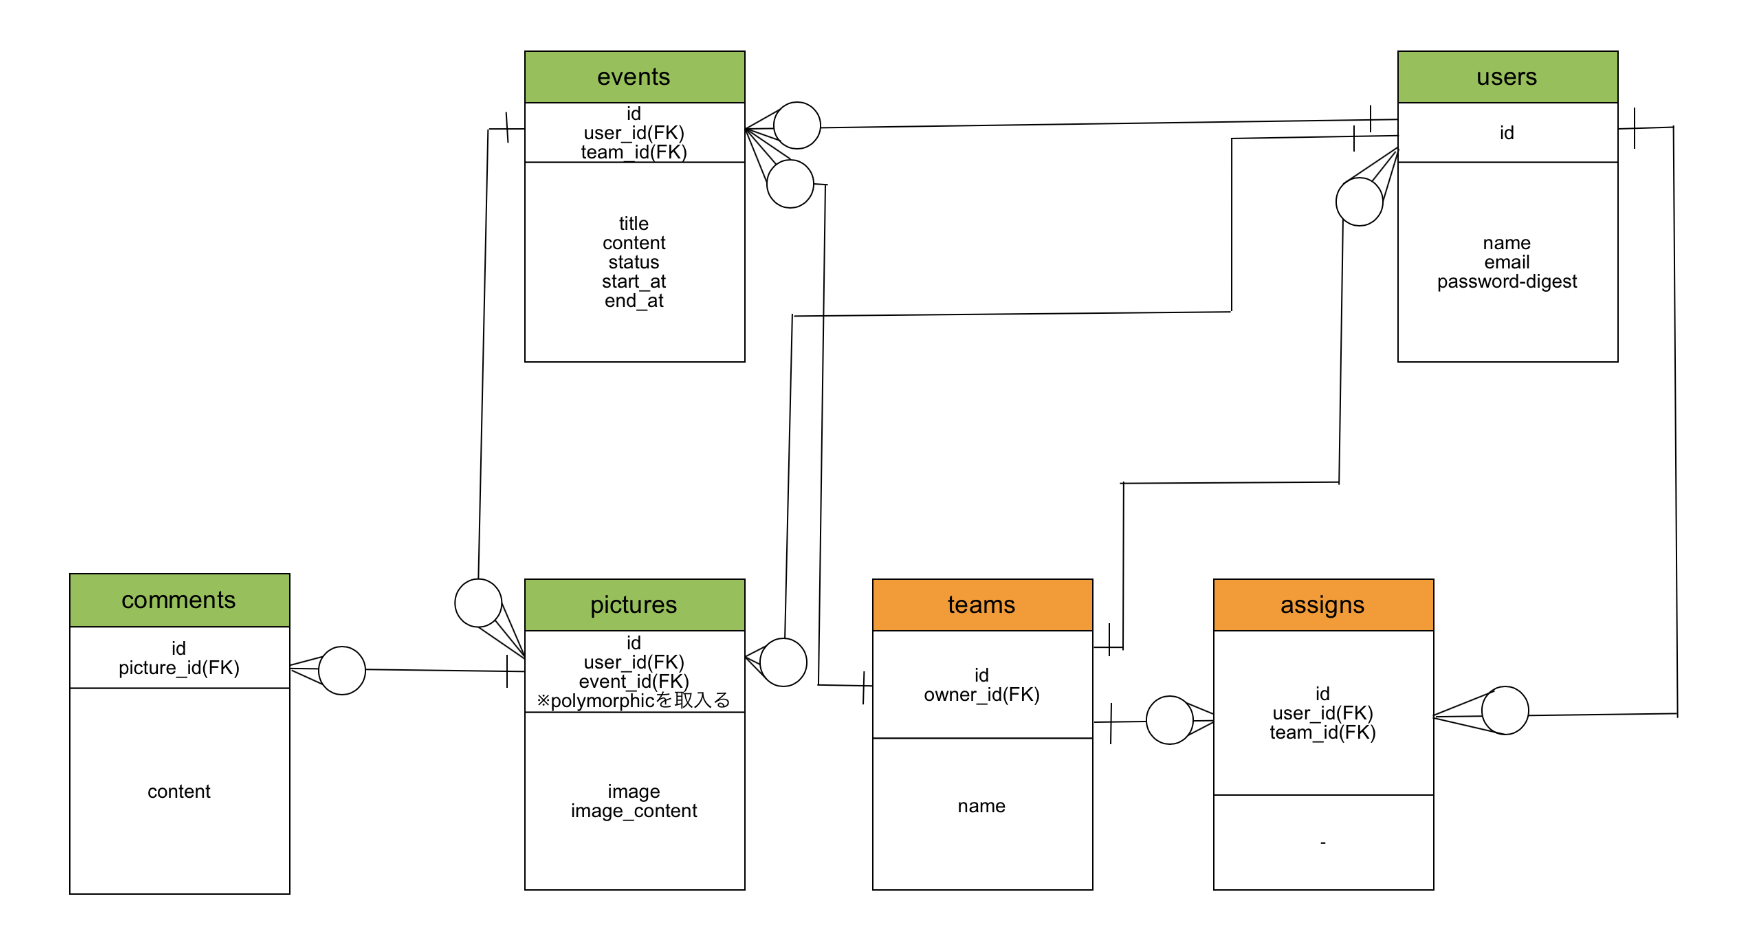 events
id
user_id(FK)
team_id(FK)
title
content
status
start_at
end_at
users
id
name
email
password-digest
comments
id
picture_id(FK)
content
pictures
id
user_id(FK)
event_id(FK)
※polymorphicを取入る
image
image_content
teams
id
owner_id(FK)
name
assigns
id
user_id(FK)
team_id(FK)
-